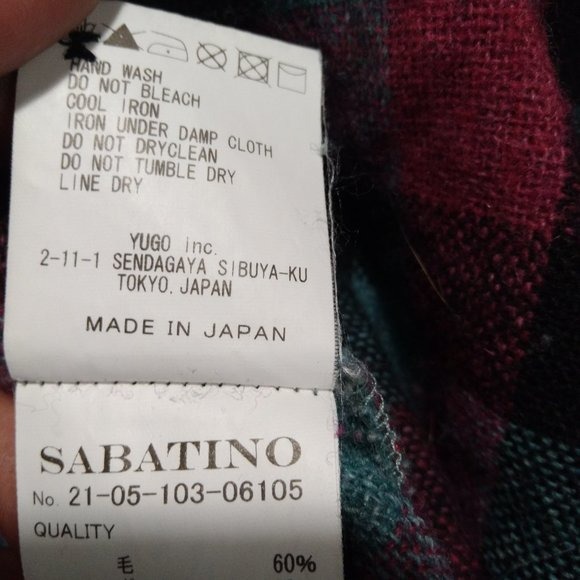 HAND WASH
DO NOT BLEACH
COOL IRON
IRON UNDER DAMP CLOTH
DO NOT DRYCLEAN
DO NOT TUMBLE DRY
LINE DRY
YUGO inc.
2-11-1 SENDAGAYA SIBUYA-KU
TOKYO. JAPAN
MADE IN JAPAN
SABATINO
No. 21-05-103-06105
QUALITY
毛 60%